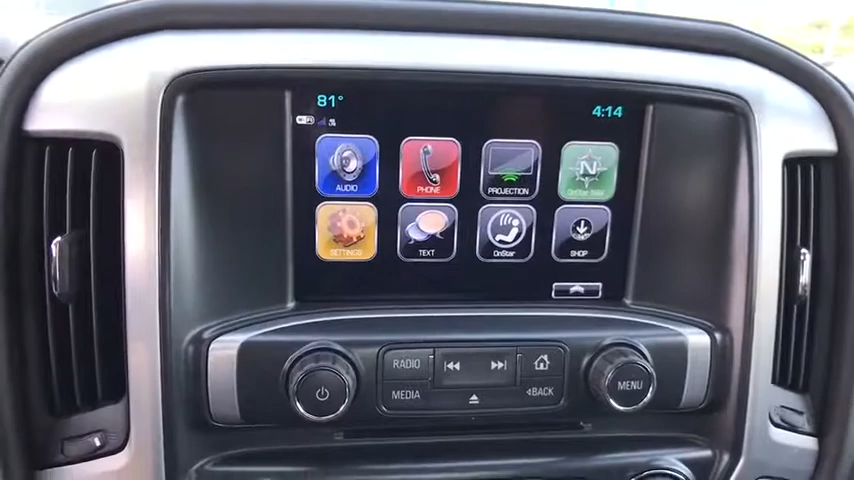 81° 4:14
AUDIO PHONE PROJECTION OnStar NAV
SETTINGS TEXT OnStar SHOP
RADIO MENU
MEDIA BACK